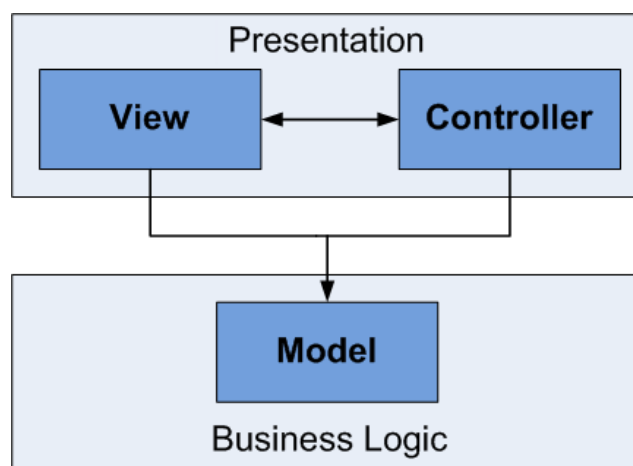 Presentation
View
Controller
Model
Business Logic